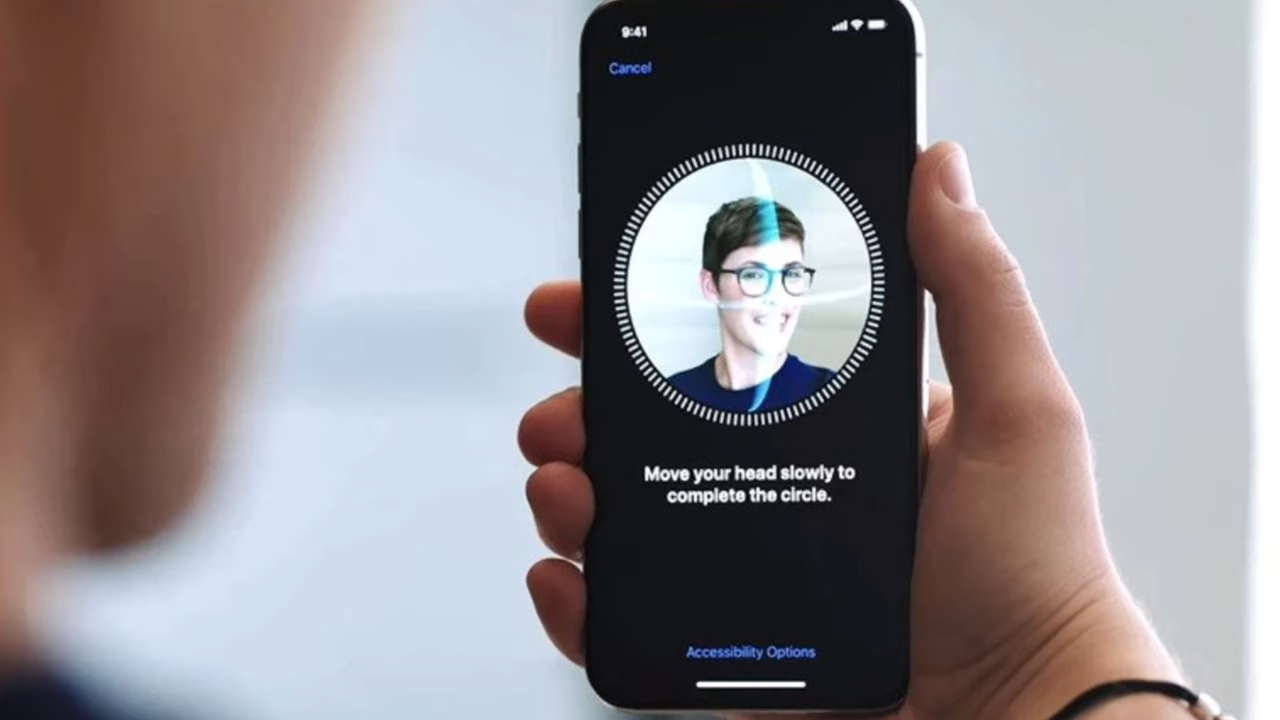 9:41
Cancel
Move your head slowly to
complete the circle.
Accessibility Options